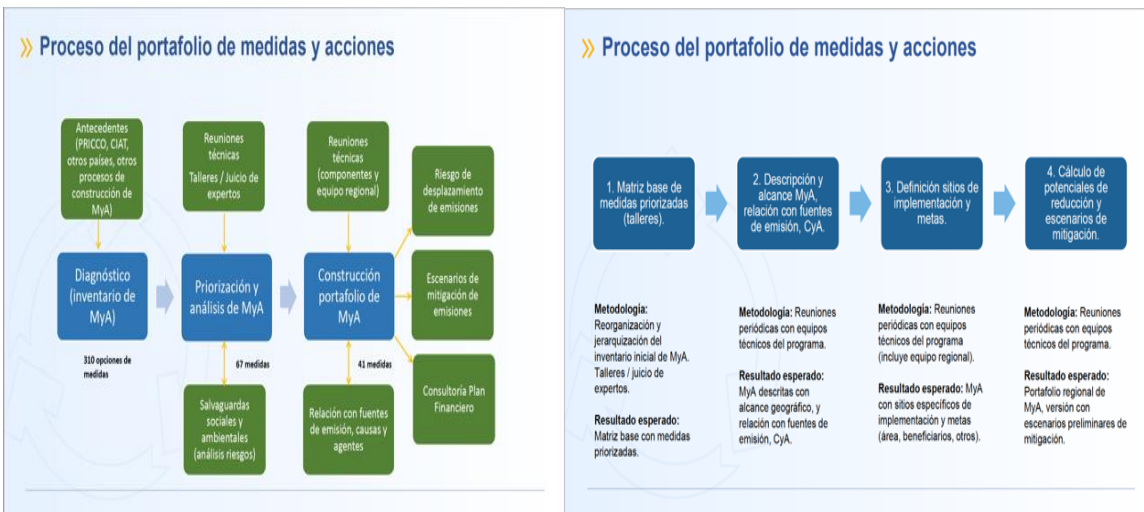 Proceso del portafolio de medidas y acciones
Antecedentes
(PRICCO, CIAT,
otros países, otros
procesos de
construcción de
MyA)
Reuniones
técnicas
Talleres / Juicio de
expertos
Reuniones
técnicas
(componentes y
equipo regional)
Riesgo de
desplazamiento
de emisiones
Diagnóstico
(inventario de
MyA)
Priorización y
análisis de MyA
Construcción
portafolio de
MyA
Escenarios de
mitigación de
emisiones
310 opciones de
medidas
67 medidas
41 medidas
Salvaguardas
sociales y
ambientales
(análisis riesgos)
Relación con fuentes
de emisión, causas y
agentes
Consultoría Plan
Financiero
Proceso del portafolio de medidas y acciones
1. Matriz base de
medidas priorizadas
(talleres).
2. Descripción y
alcance MyA,
relación con fuentes
de emisión, CyA.
3. Definición sitios de
implementación y
metas.
4. Cálculo de
potenciales de
reducción y
escenarios de
mitigación.
Metodología:
Reorganización y
jerarquización del
inventario inicial de MyA.
Talleres / juicio de
expertos.
Resultado esperado:
Matriz base con medidas
priorizadas.
Metodología: Reuniones
periódicas con equipos
técnicos del programa.
Resultado esperado:
MyA descritas con
alcance geográfico, y
relación con fuentes de
emisión, CyA.
Metodología: Reuniones
periódicas con equipos
técnicos del programa
(incluye equipo regional).
Resultado esperado: MyA
con sitios específicos de
implementación y metas
(área, beneficiarios, otros).
Metodología: Reuniones
periódicas con equipos
técnicos del programa.
Resultado esperado:
Portafolio regional de
MyA, versión con
escenarios preliminares de
mitigación.